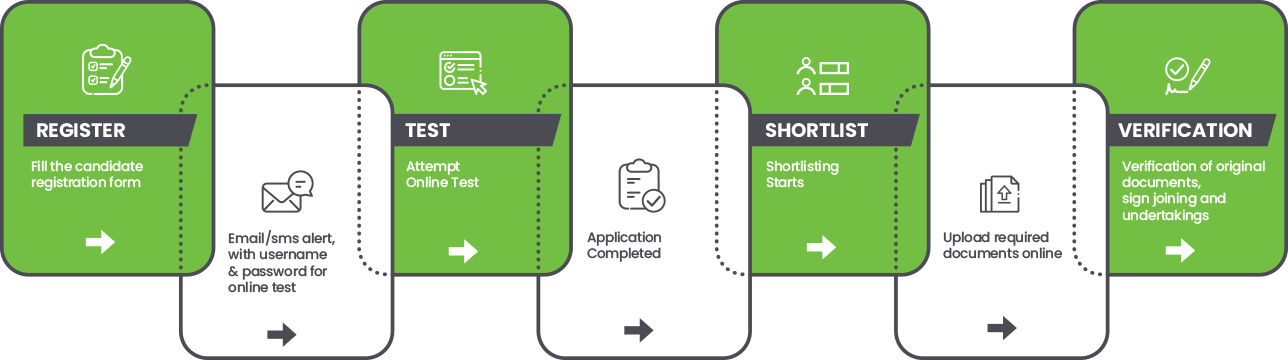 REGISTER
Fill the candidate
registration form
Email/sms alert,
with username
& password for
online test
TEST
Attempt
Online Test
Application
Completed
SHORTLIST
Shortlisting
Starts
Upload required
documents online
VERIFICATION
Verification of original
documents,
sign joining and
undertakings